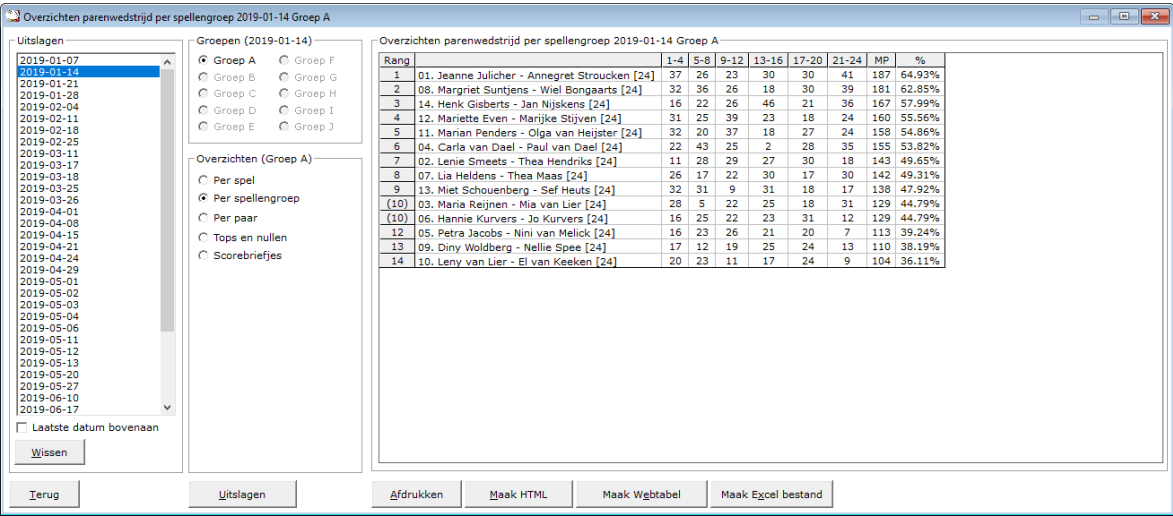 Overzichten parenwedstrijd per spellengroep 2019-01-14 Groep A
Uitslagen
2019-01-07
2019-01-14
2019-01-21
2019-01-28
2019-02-04
2019-02-11
2019-02-18
2019-02-25
2019-03-11
2019-03-17
2019-03-18
2019-03-25
2019-03-26
2019-04-01
2019-04-08
2019-04-15
2019-04-21
2019-04-24
2019-04-29
2019-05-01
2019-05-02
2019-05-03
2019-05-04
2019-05-06
2019-05-11
2019-05-12
2019-05-13
2019-05-20
2019-05-27
2019-06-10
2019-06-17
Laatste datum bovenaan
Wissen
Terug
Groepen (2019-01-14)
Groep A Groep F
Groep B Groep G
Groep C Groep H
Groep D Groep I
Groep E Groep J
Overzichten (Groep A)
Per spel
Per spellengroep
Per paar
Tops en nullen
Scorebriefjes
Uitslagen
Overzichten parenwedstrijd per spellengroep 2019-01-14 Groep A
Rang 1-4 5-8 9-12 13-16 17-20 21-24 MP %
1 01. Jeanne Julicher - Annegret Stroucken [24] 37 26 23 30 30 41 187 64.93%
2 08. Margriet Suntjens - Wiel Bongaarts [24] 32 36 26 18 30 39 181 62.85%
3 14. Henk Gisberts - Jan Nijskens [24] 16 22 26 46 21 36 167 57.99%
4 12. Mariette Even - Marijke Stijven [24] 31 25 39 23 18 24 160 55.56%
5 11. Marian Penders - Olga van Heijster [24] 32 20 37 18 27 24 158 54.86%
6 04. Carla van Dael - Paul van Dael [24] 22 43 25 2 28 35 155 53.82%
7 02. Lenie Smeets - Thea Hendriks [24] 11 28 29 27 30 18 143 49.65%
8 07. Lia Heldens - Thea Maas [24] 26 17 22 30 17 30 142 49.31%
9 13. Miet Schouenberg - Sef Heuts [24] 32 31 9 31 18 17 138 47.92%
(10) 03. Maria Reijnen - Mia van Lier [24] 28 5 22 25 18 31 129 44.79%
(10) 06. Hannie Kurvers - Jo Kurvers [24] 16 25 22 23 31 12 129 44.79%
12 05. Petra Jacobs - Nini van Melick [24] 16 23 26 21 20 7 113 39.24%
13 09. Diny Woldberg - Nellie Spee [24] 17 12 19 25 24 13 110 38.19%
14 10. Leny van Lier - El van Keeken [24] 20 23 11 17 24 9 104 36.11%
Afdrukken Maak HTML Maak Webtabel Maak Excel bestand